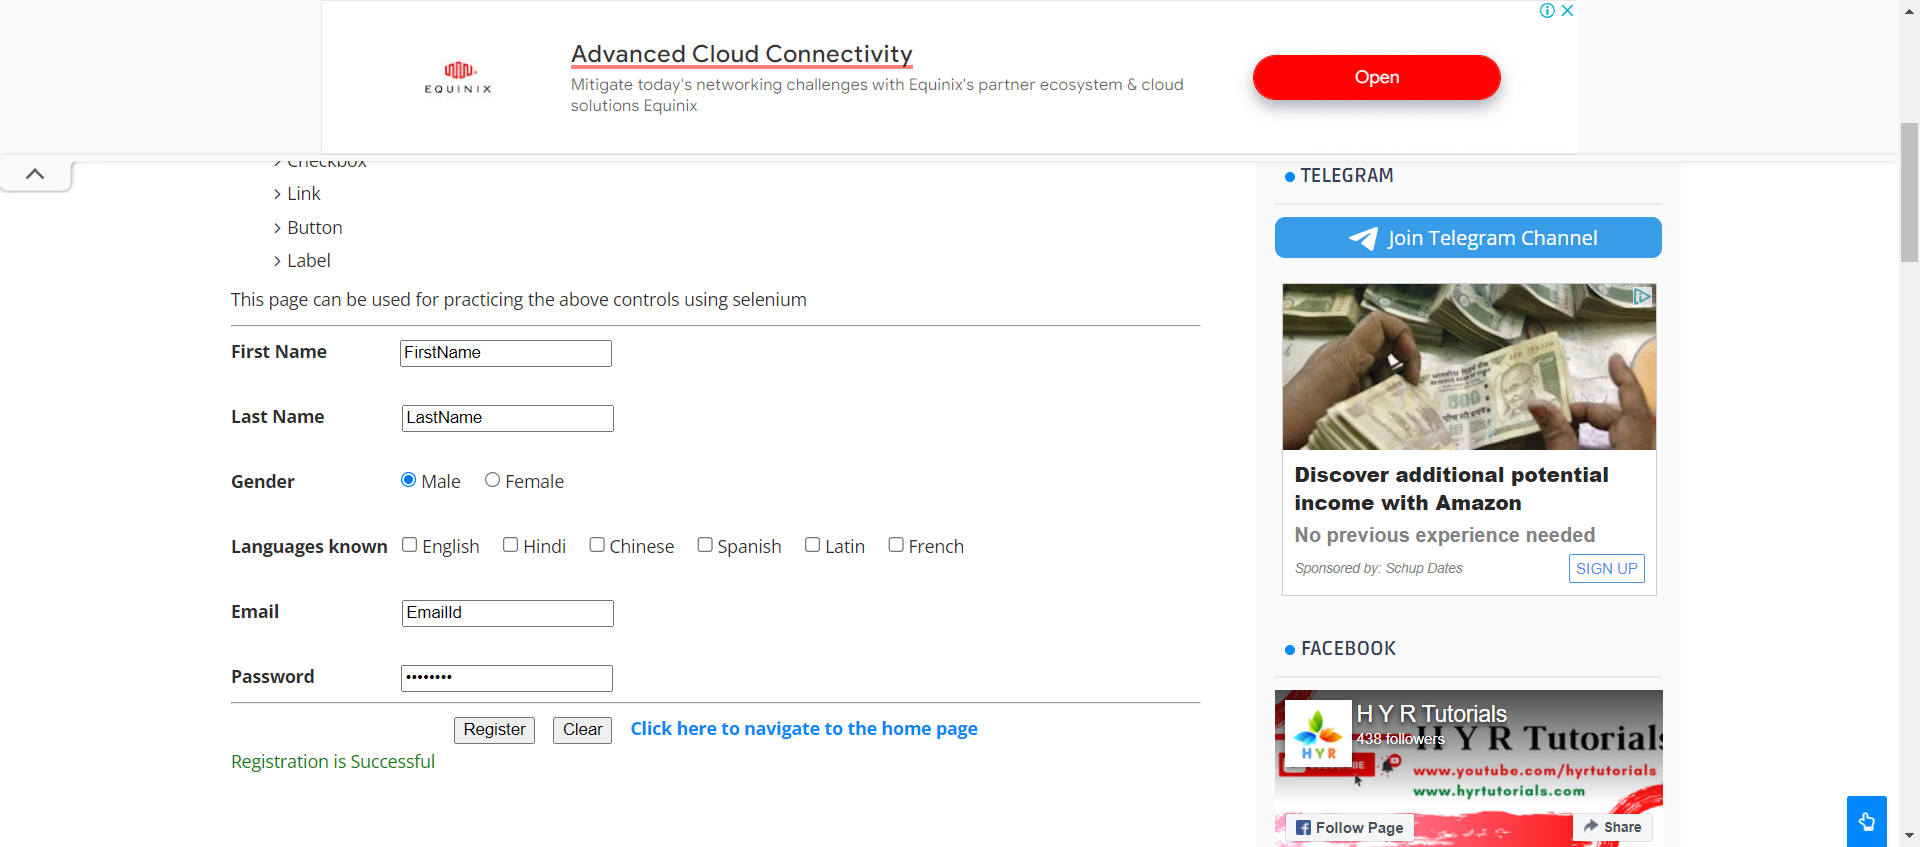 EQUINIX
Advanced Cloud Connectivity
Mitigate today's networking challenges with Equinix's partner ecosystem & cloud
solutions Equinix
Open
Checkbox
Link
Button
Label
This page can be used for practicing the above controls using selenium
First Name FirstName
Last Name LastName
Gender Male Female
Languages known English Hindi Chinese Spanish Latin French
Email EmailId
Password ••••••••
Register Clear Click here to navigate to the home page
Registration is Successful
TELEGRAM
Join Telegram Channel
500
Discover additional potential
income with Amazon
No previous experience needed
Sponsored by: Schup Dates SIGN UP
FACEBOOK
H Y R Tutorials
438 followers
H Y R Tutorials
HYR
www.youtube.com/hyrtutorials
www.hyrtutorials.com
Follow Page Share